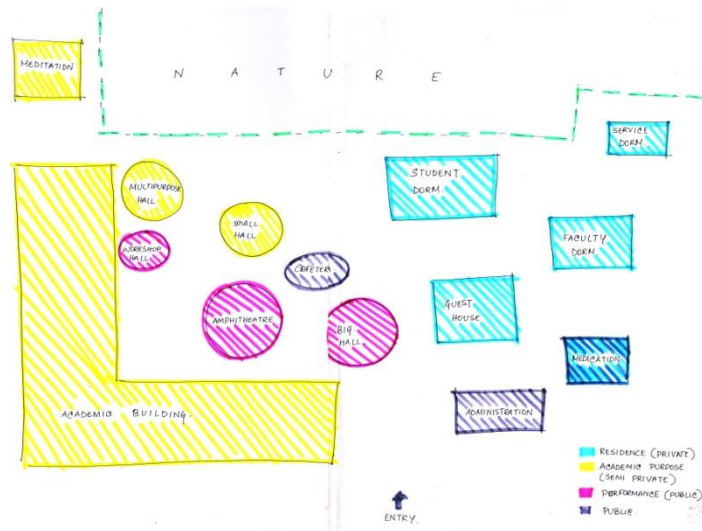 MEDITATION
N A T U R E
SERVICE
DORM.
STUDENT
DORM.
MULTIPURPOSE
HALL
SMALL
HALL
WORKSHOP
HALL
CAFETERIA
FACULTY
DORM.
AMPHITHEATRE
BIG
HALL
GUEST
HOUSE
MEDICATION
ACADEMIC BUILDING.
ADMINISTRATION
ENTRY.
RESIDENCE (PRIVATE)
ACADEMIC PURPOSE
(SEMI PRIVATE)
PERFORMANCE (PUBLIC)
PUBLIC.